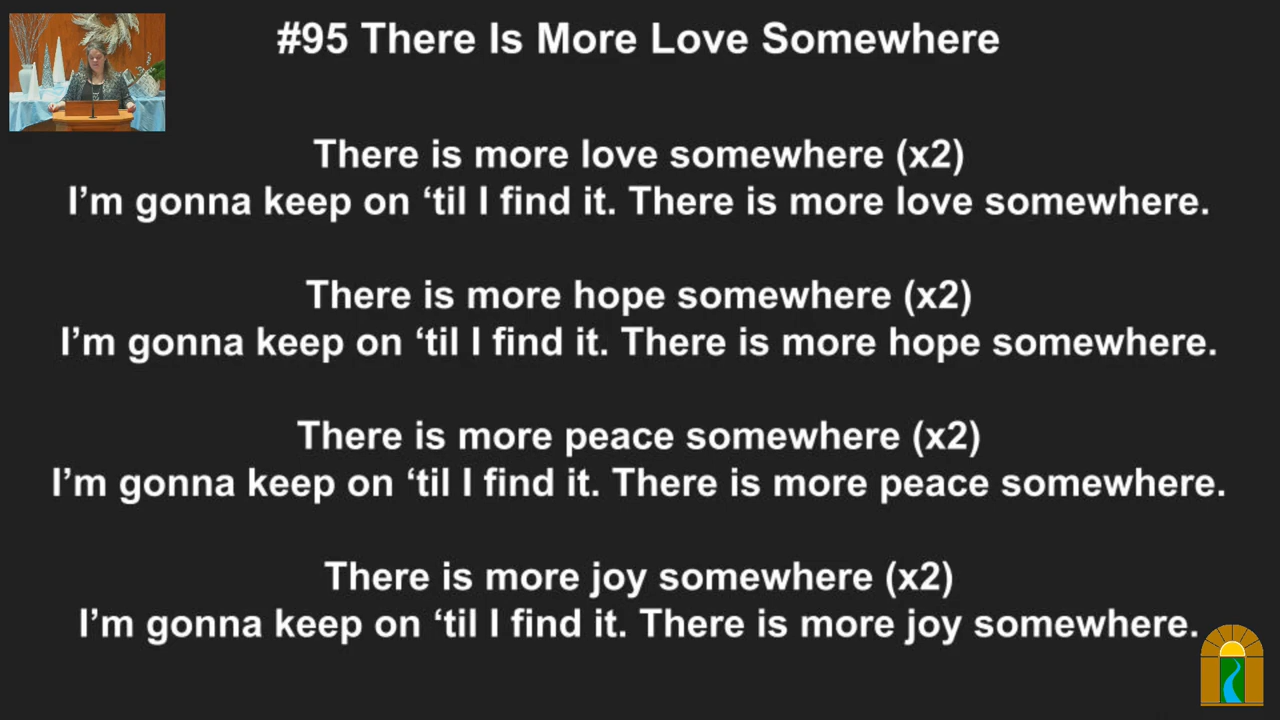 #95 There Is More Love Somewhere
There is more love somewhere (x2)
I’m gonna keep on ‘til I find it. There is more love somewhere.
There is more hope somewhere (x2)
I’m gonna keep on ‘til I find it. There is more hope somewhere.
There is more peace somewhere (x2)
I’m gonna keep on ‘til I find it. There is more peace somewhere.
There is more joy somewhere (x2)
I’m gonna keep on ‘til I find it. There is more joy somewhere.